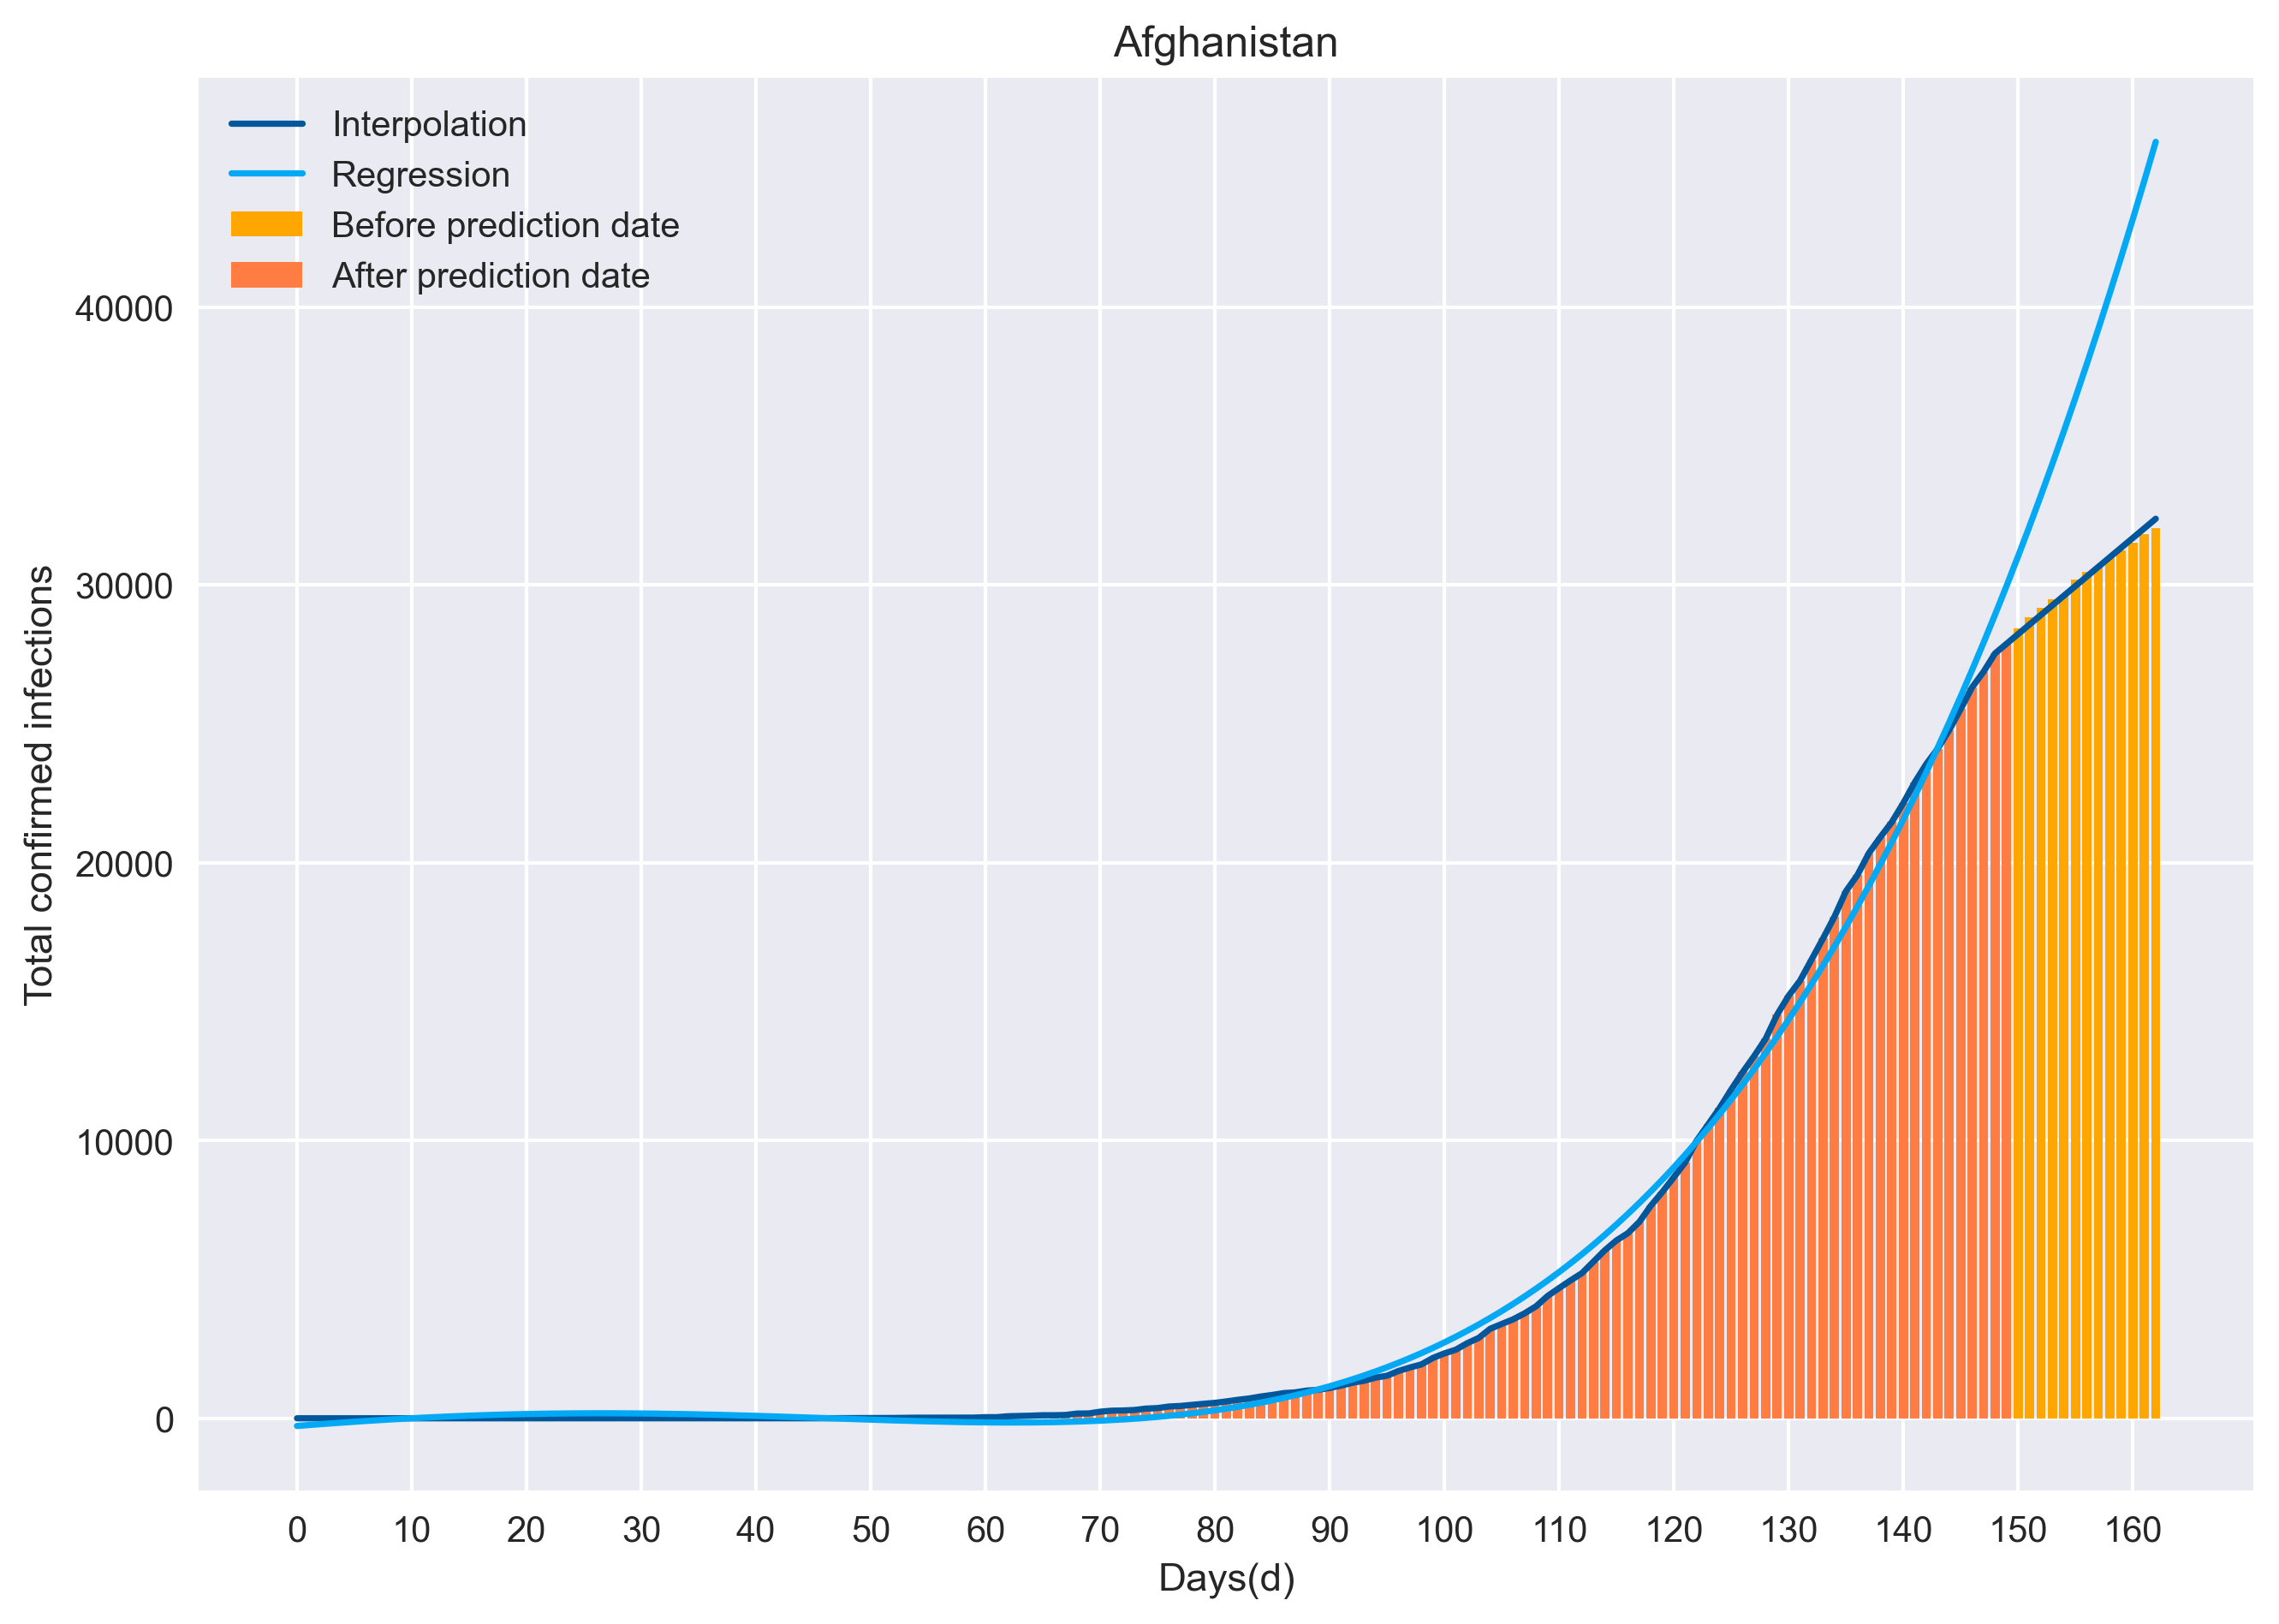 Afghanistan
Interpolation
Regression
Before prediction date
After prediction date
40000
30000
20000
10000
0
Total confirmed infections
0 10 20 30 40 50 60 70 80 90 100 110 120 130 140 150 160
Days(d)